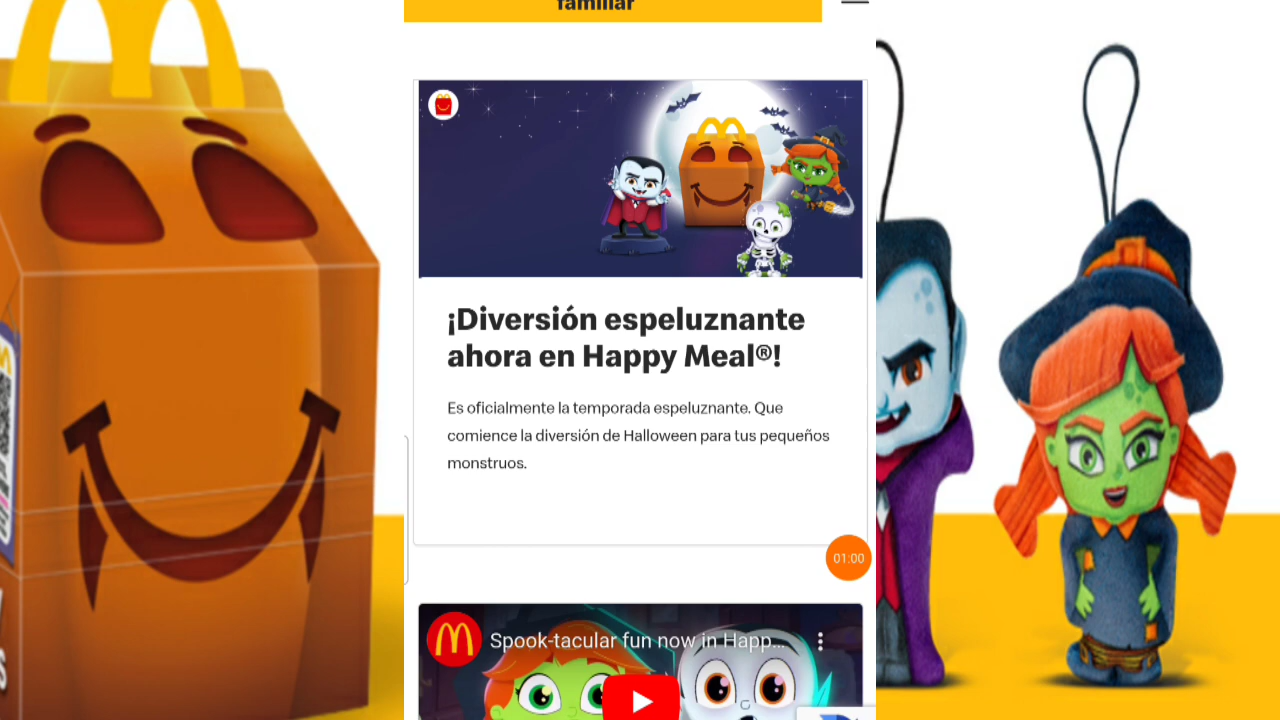 familiar
¡Diversión espeluznante
ahora en Happy Meal®!
Es oficialmente la temporada espeluznante. Que
comience la diversión de Halloween para tus pequeños
monstruos.
01:00
Spook-tacular fun now in Happ...